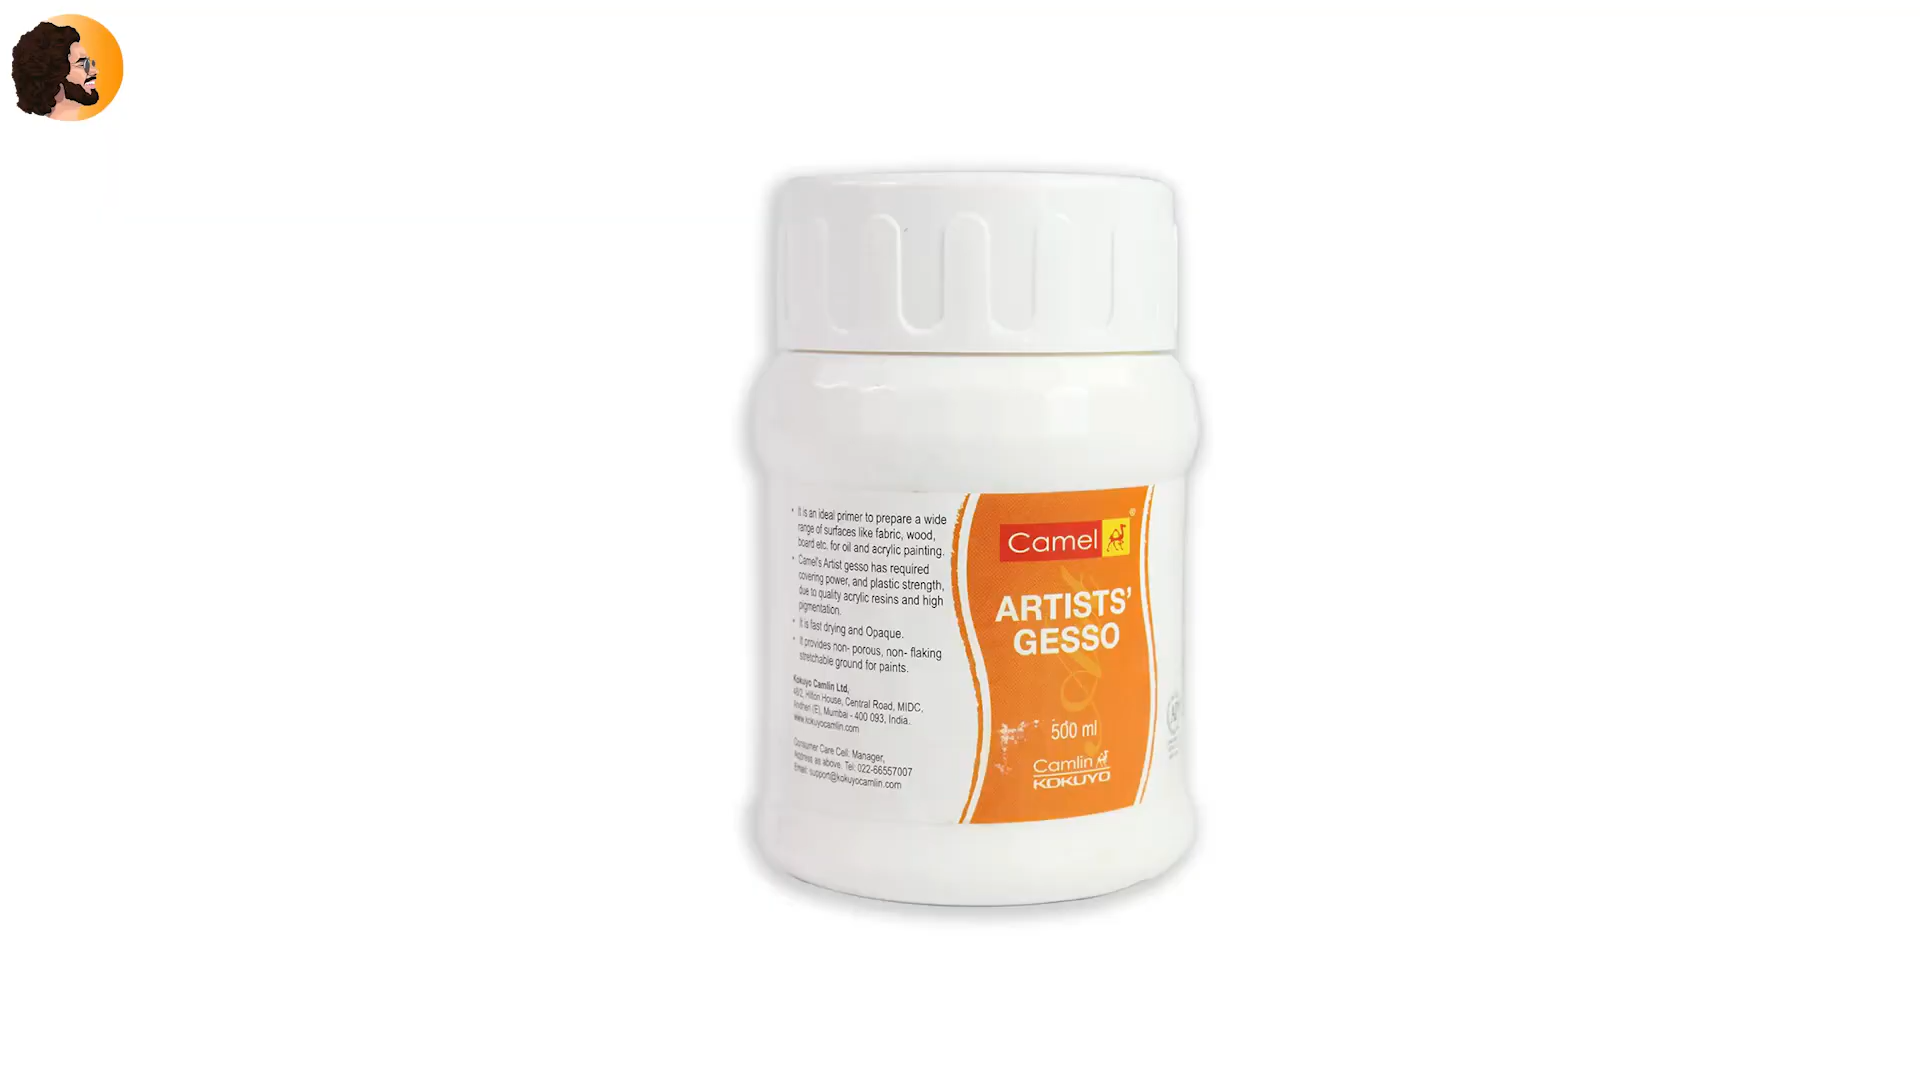 • It is an ideal primer to prepare a wide
range of surfaces like fabric, wood,
board etc. for oil and acrylic painting.
• Camel's Artist gesso has required
covering power, and plastic strength,
due to quality acrylic resins and high
pigmentation.
• It is fast drying and Opaque.
• It provides non- porous, non- flaking
stretchable ground for paints.
Kokuyo Camlin Ltd,
48/2, Hilton House, Central Road, MIDC,
Andheri (E), Mumbai - 400 093, India.
www.kokuyocamlin.com
Consumer Care Cell: Manager,
Address as above. Tel: 022-66557007
Email: support@kokuyocamlin.com
Camel®
ARTISTS'
GESSO
500 ml
Camlin
KOKUYO